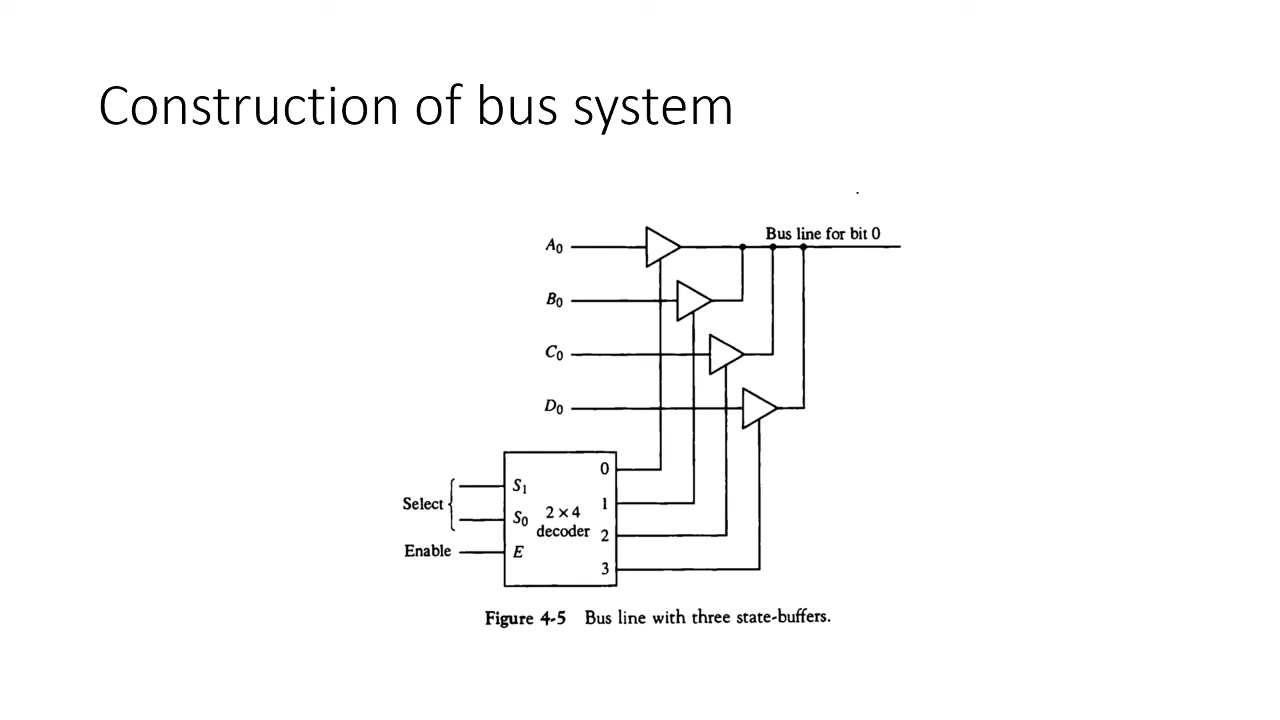 Construction of bus system
Bus line for bit 0
A0
B0
C0
D0
0
S1
Select
1
S0
2 × 4
decoder
2
Enable
E
3
Figure 4-5 Bus line with three state-buffers.